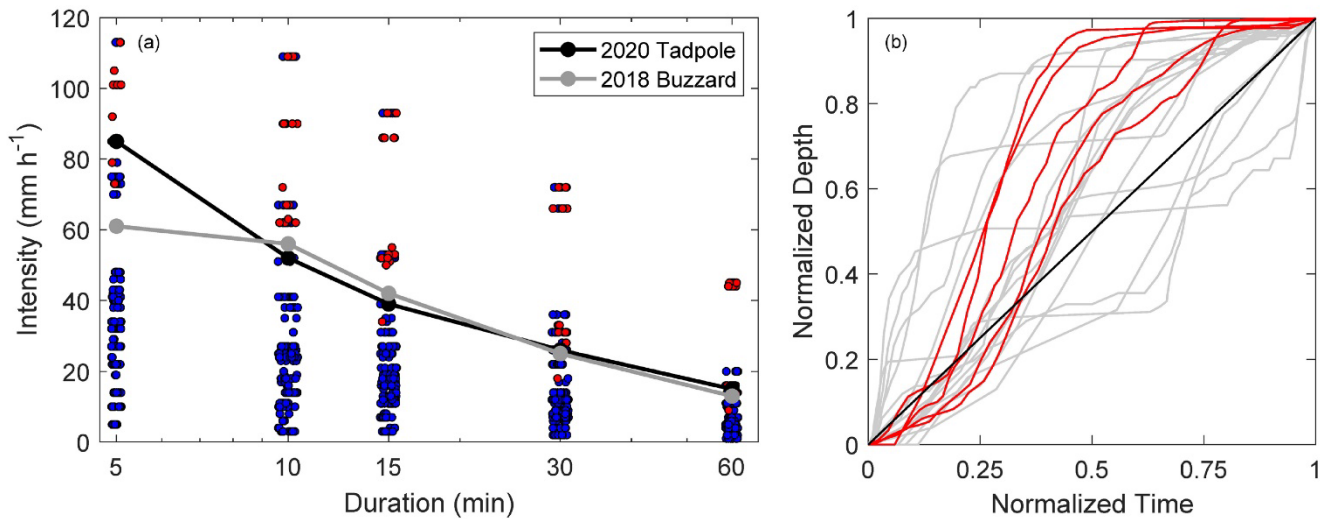 (a)
2020 Tadpole
2018 Buzzard
Intensity (mm h⁻¹)
120
100
80
60
40
20
0
5 10 15 30 60
Duration (min)
(b)
Normalized Depth
1
0.8
0.6
0.4
0.2
0
0 0.25 0.5 0.75 1
Normalized Time